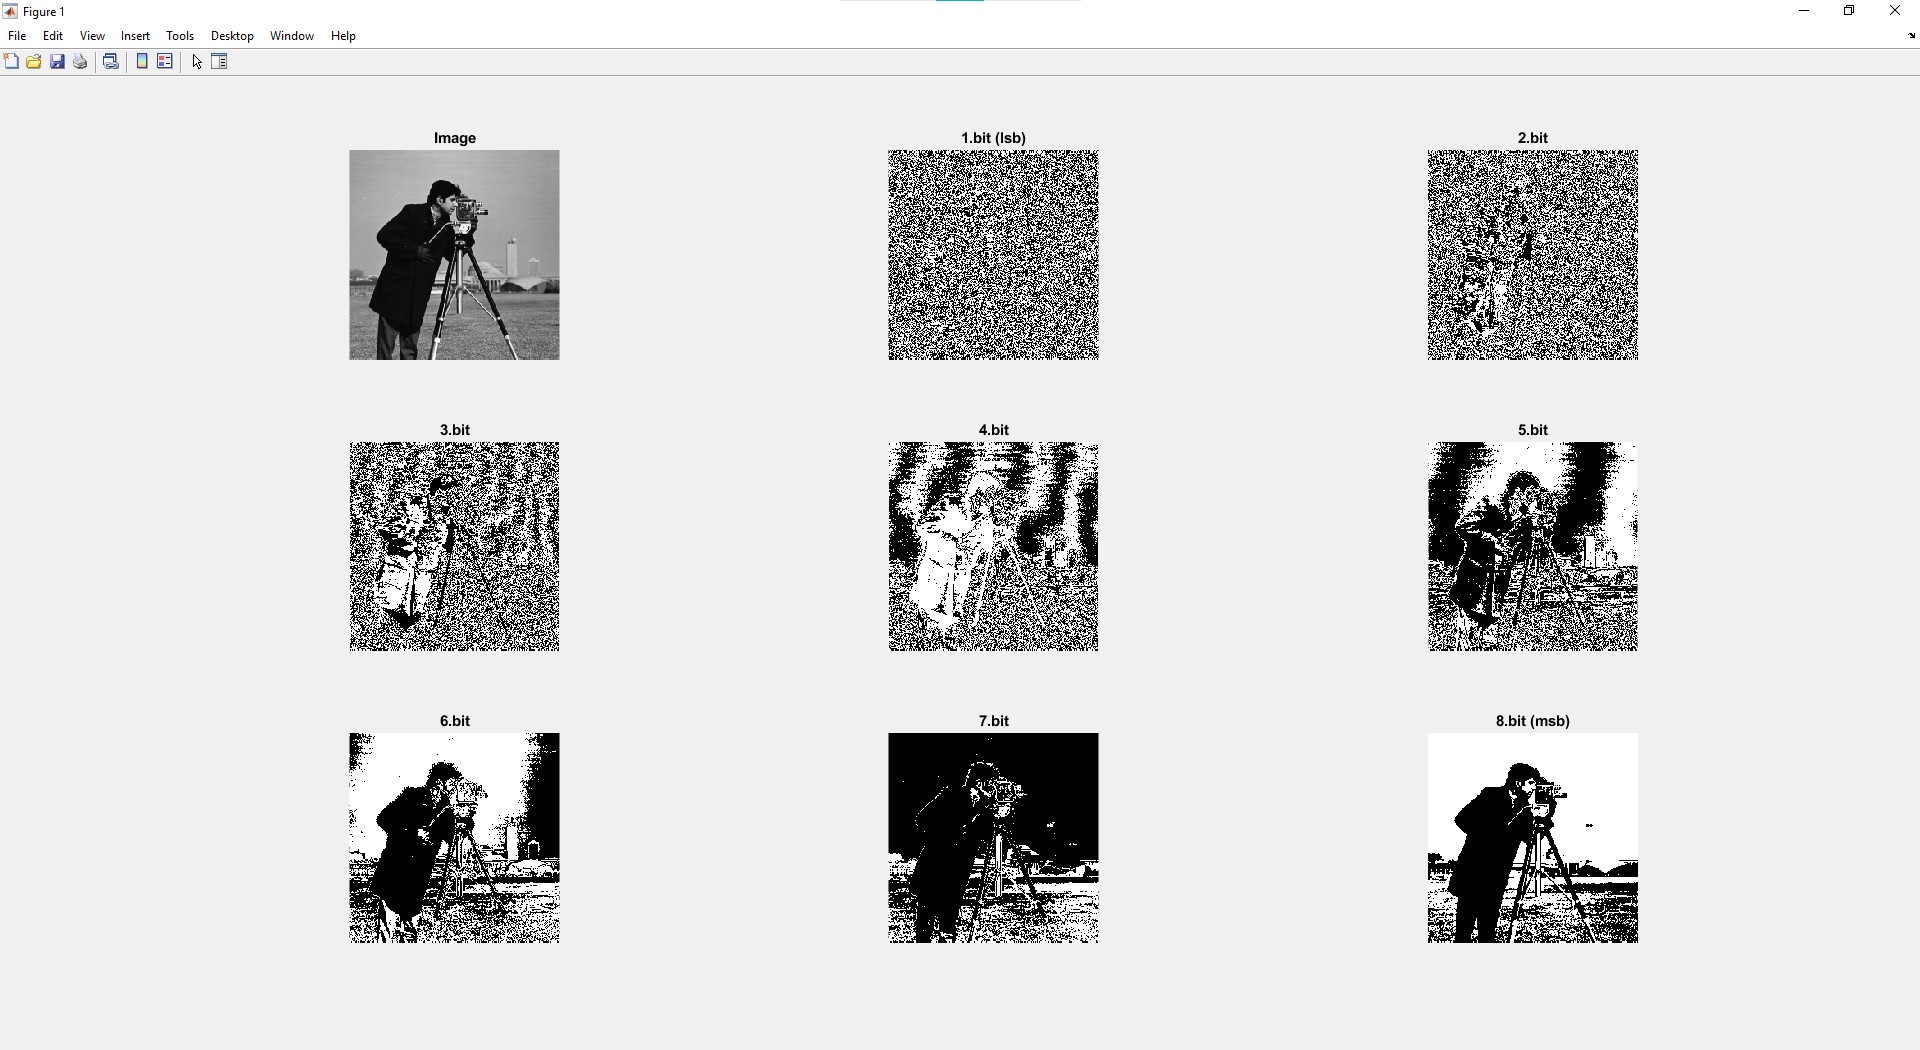 Figure 1
File Edit View Insert Tools Desktop Window Help
Image 1.bit (lsb) 2.bit
3.bit 4.bit 5.bit
6.bit 7.bit 8.bit (msb)